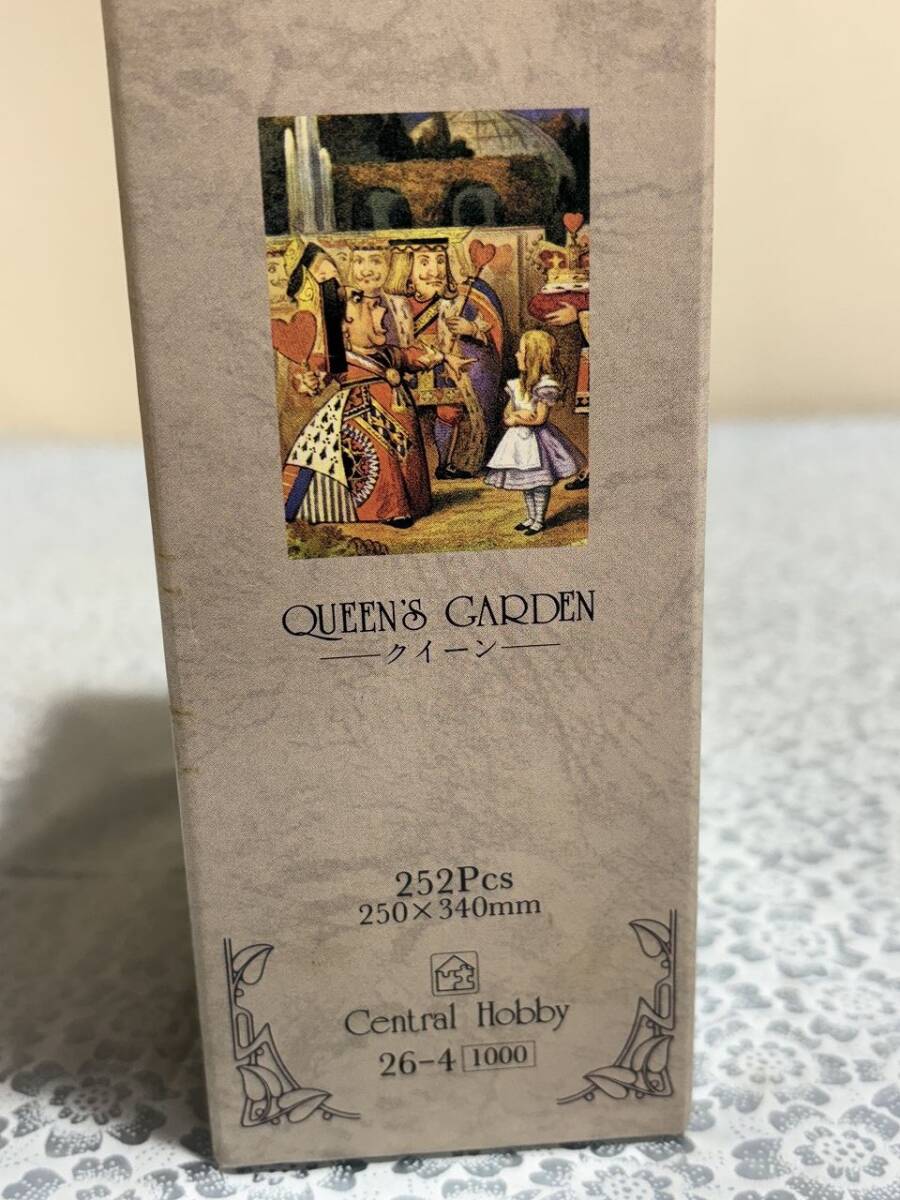 QUEEN'S GARDEN
クイーン
252Pcs
250×340mm
Central Hobby
26-4 1000